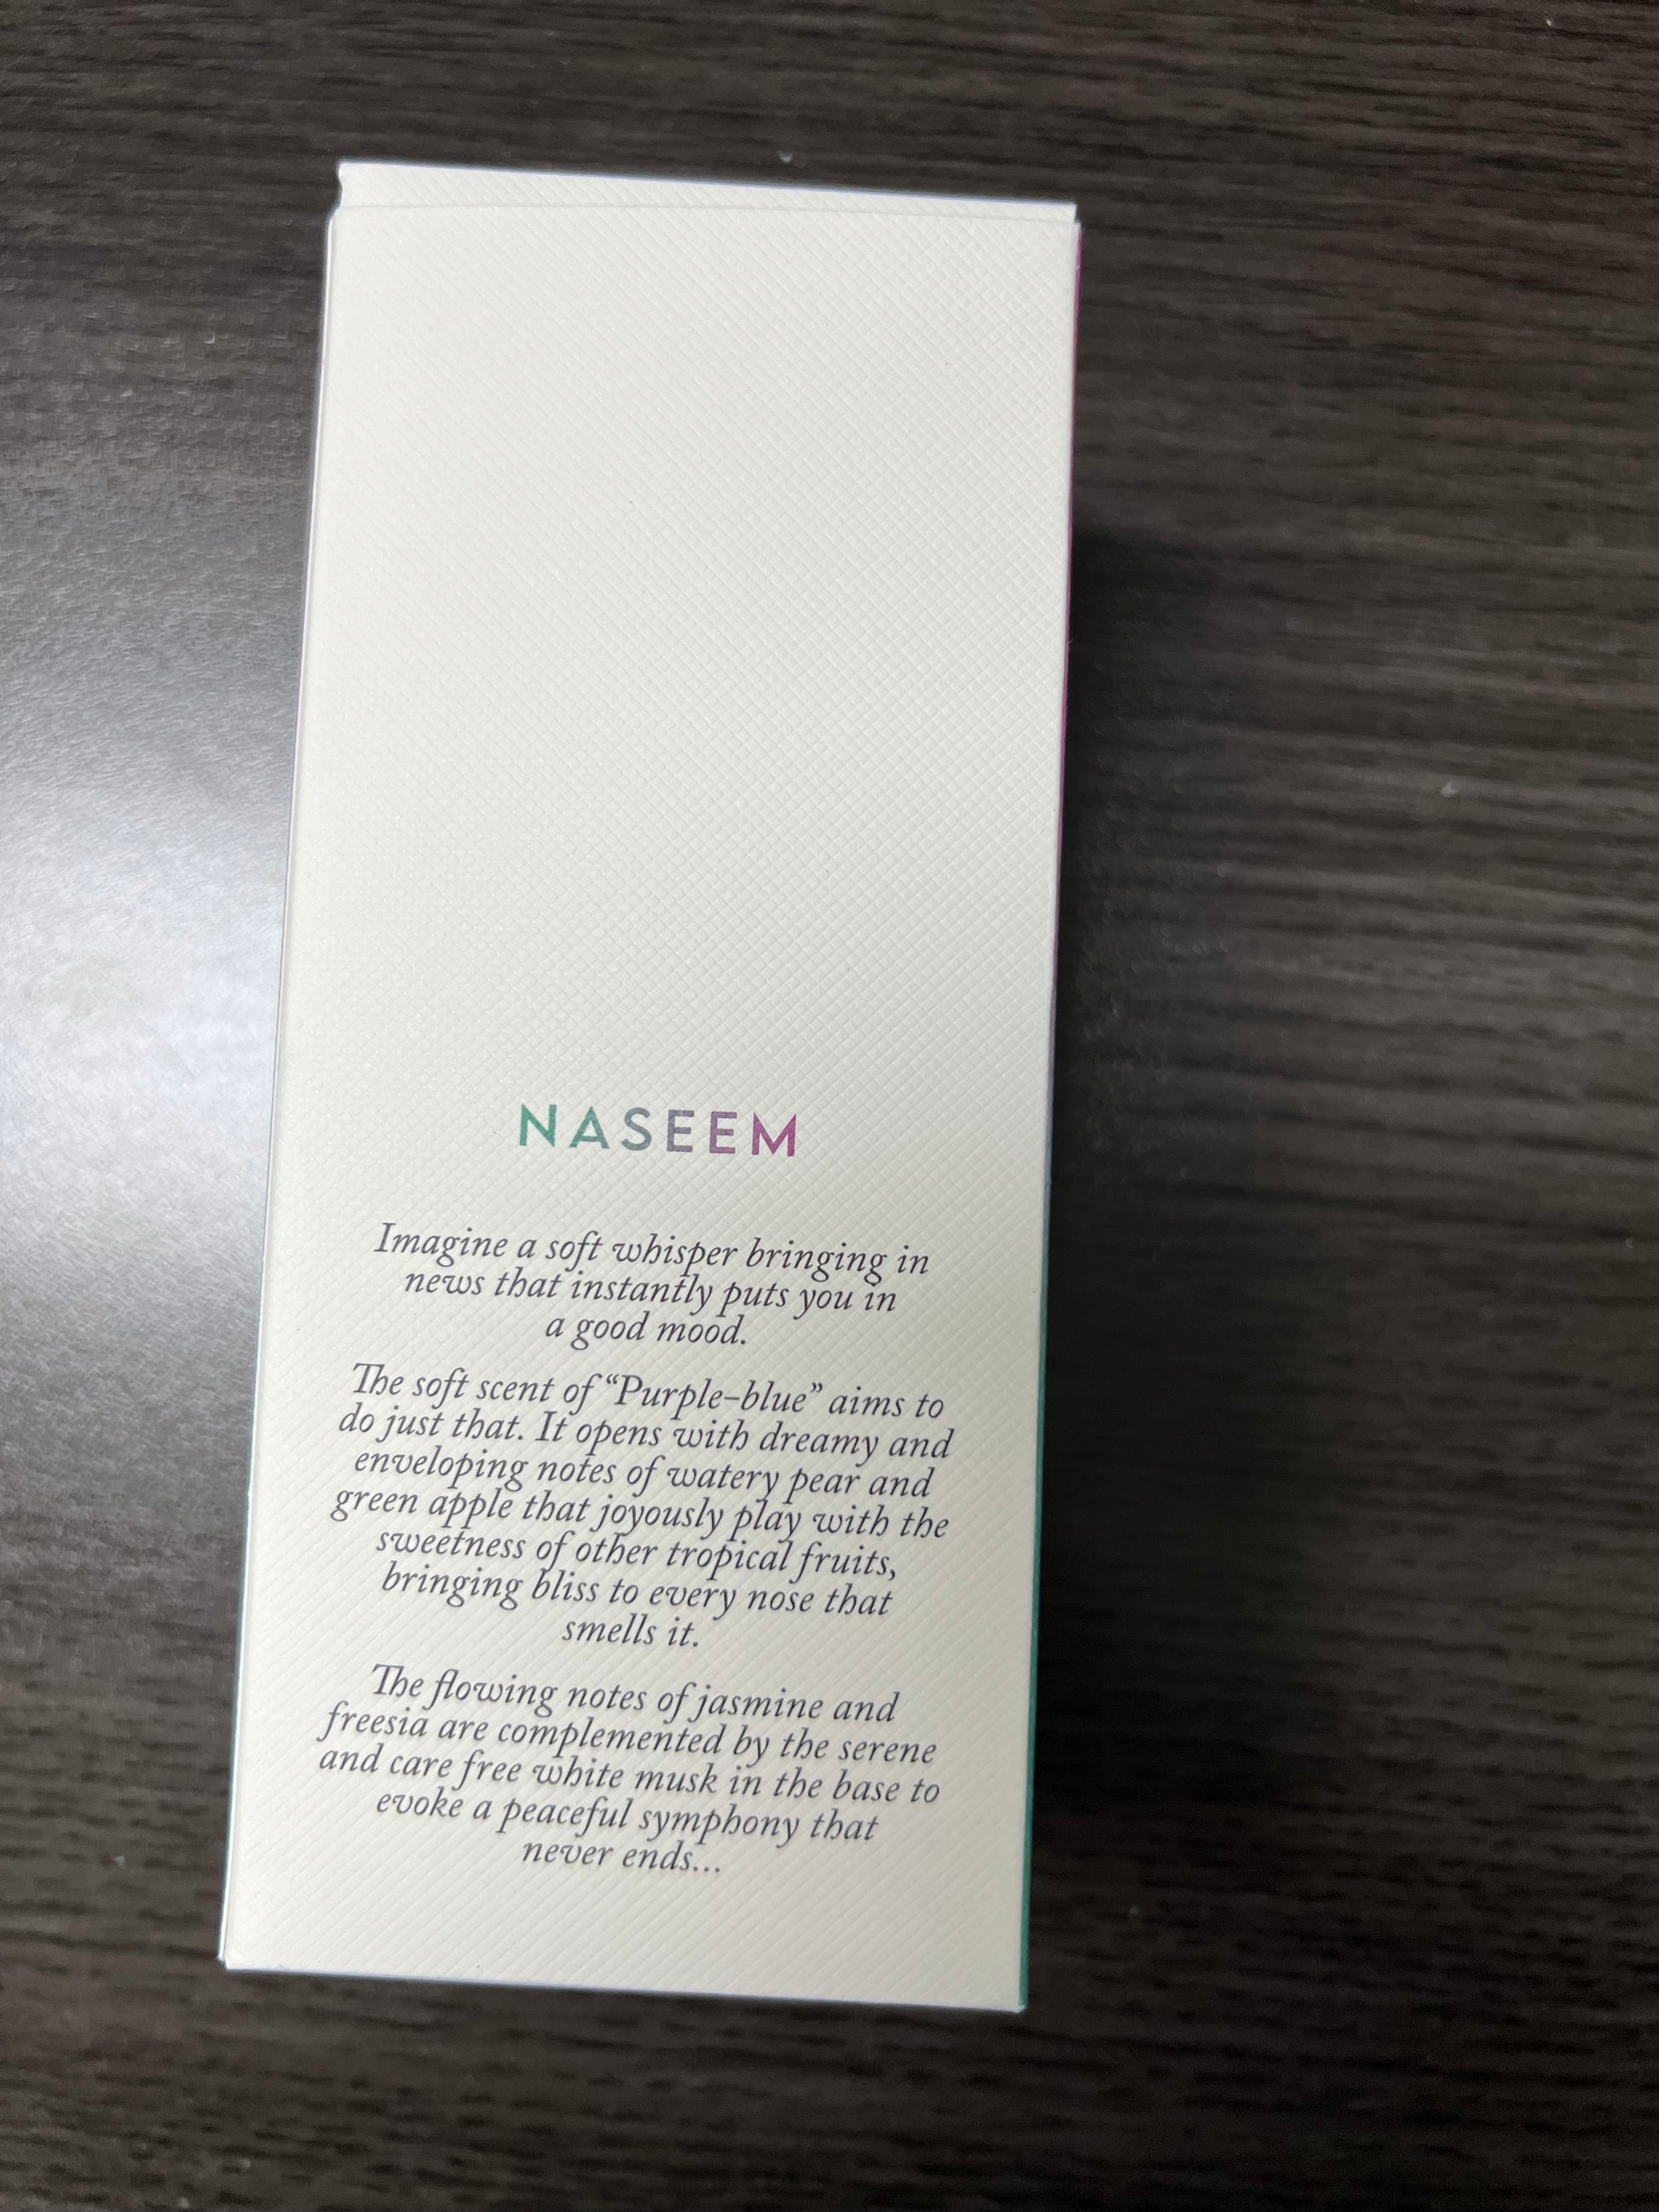 NASEEM
Imagine a soft whisper bringing in
news that instantly puts you in
a good mood.
The soft scent of “Purple-blue” aims to
do just that. It opens with dreamy and
enveloping notes of watery pear and
green apple that joyously play with the
sweetness of other tropical fruits,
bringing bliss to every nose that
smells it.
The flowing notes of jasmine and
freesia are complemented by the serene
and care free white musk in the base to
evoke a peaceful symphony that
never ends...